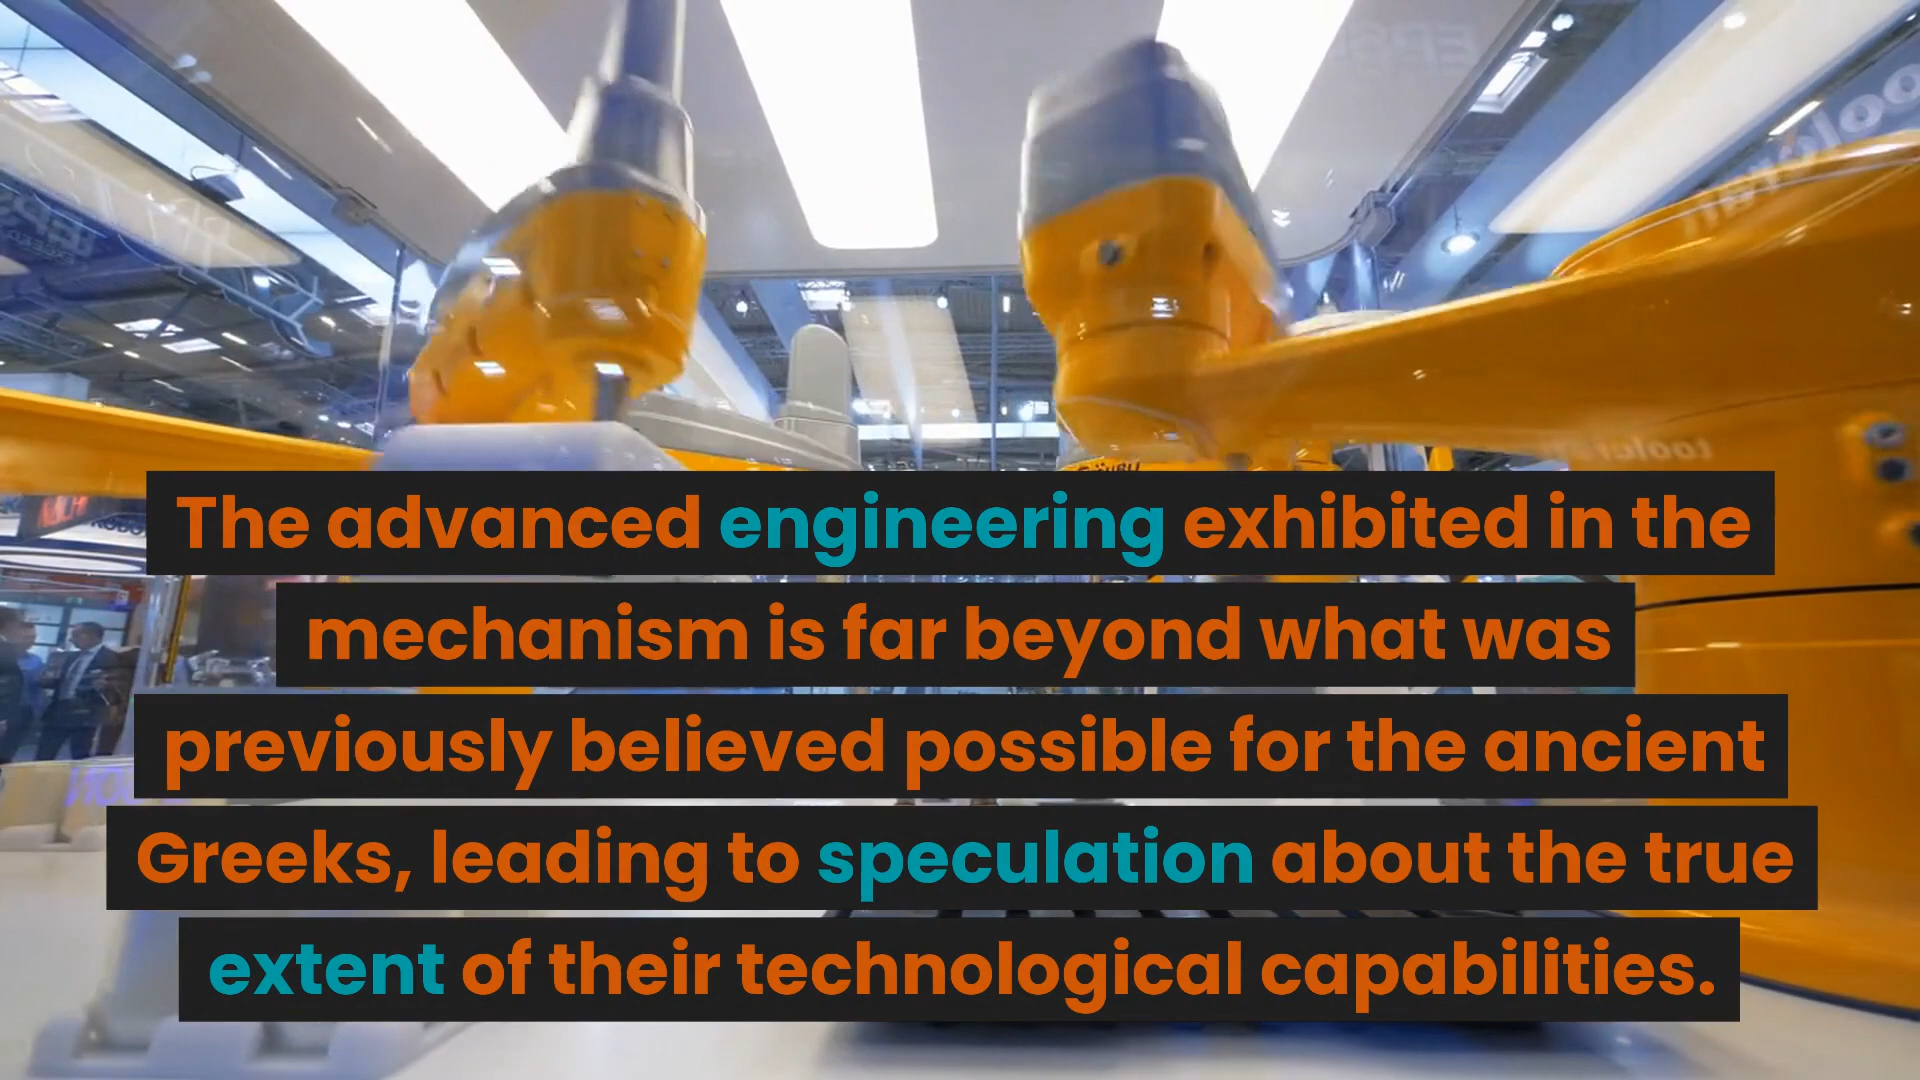 The advanced engineering exhibited in the
mechanism is far beyond what was
previously believed possible for the ancient
Greeks, leading to speculation about the true
extent of their technological capabilities.